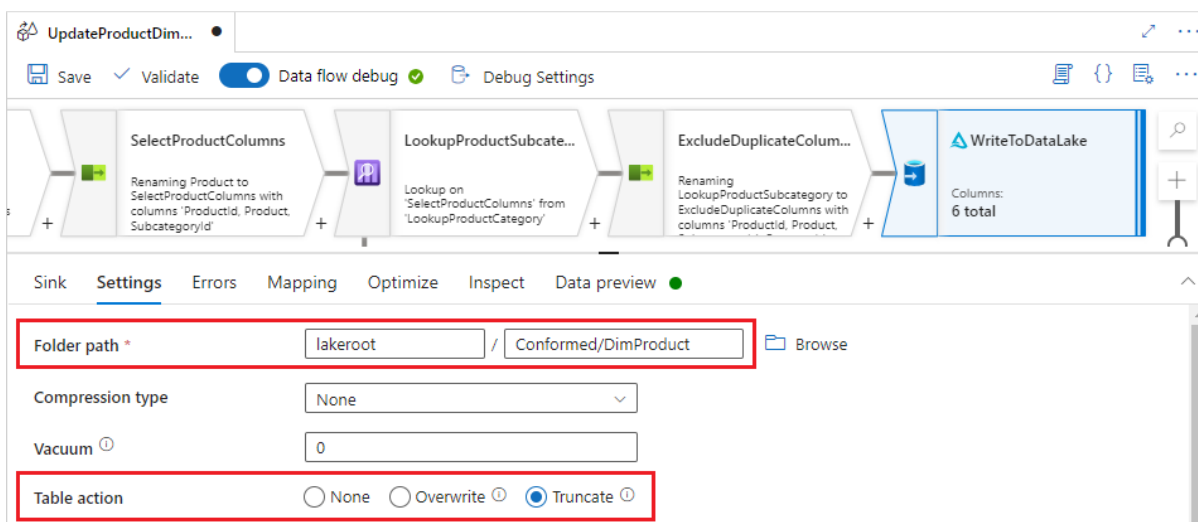 UpdateProductDim...
Save Validate Data flow debug Debug Settings
SelectProductColumns
Renaming Product to
SelectProductColumns with
columns 'ProductId, Product,
SubcategoryId'
LookupProductSubcate...
Lookup on
'SelectProductColumns' from
'LookupProductCategory'
ExcludeDuplicateColum...
Renaming
LookupProductSubcategory to
ExcludeDuplicateColumns with
columns 'ProductId, Product,
WriteToDataLake
Columns:
6 total
Sink Settings Errors Mapping Optimize Inspect Data preview
Folder path * lakeroot / Conformed/DimProduct Browse
Compression type None
Vacuum 0
Table action None Overwrite Truncate